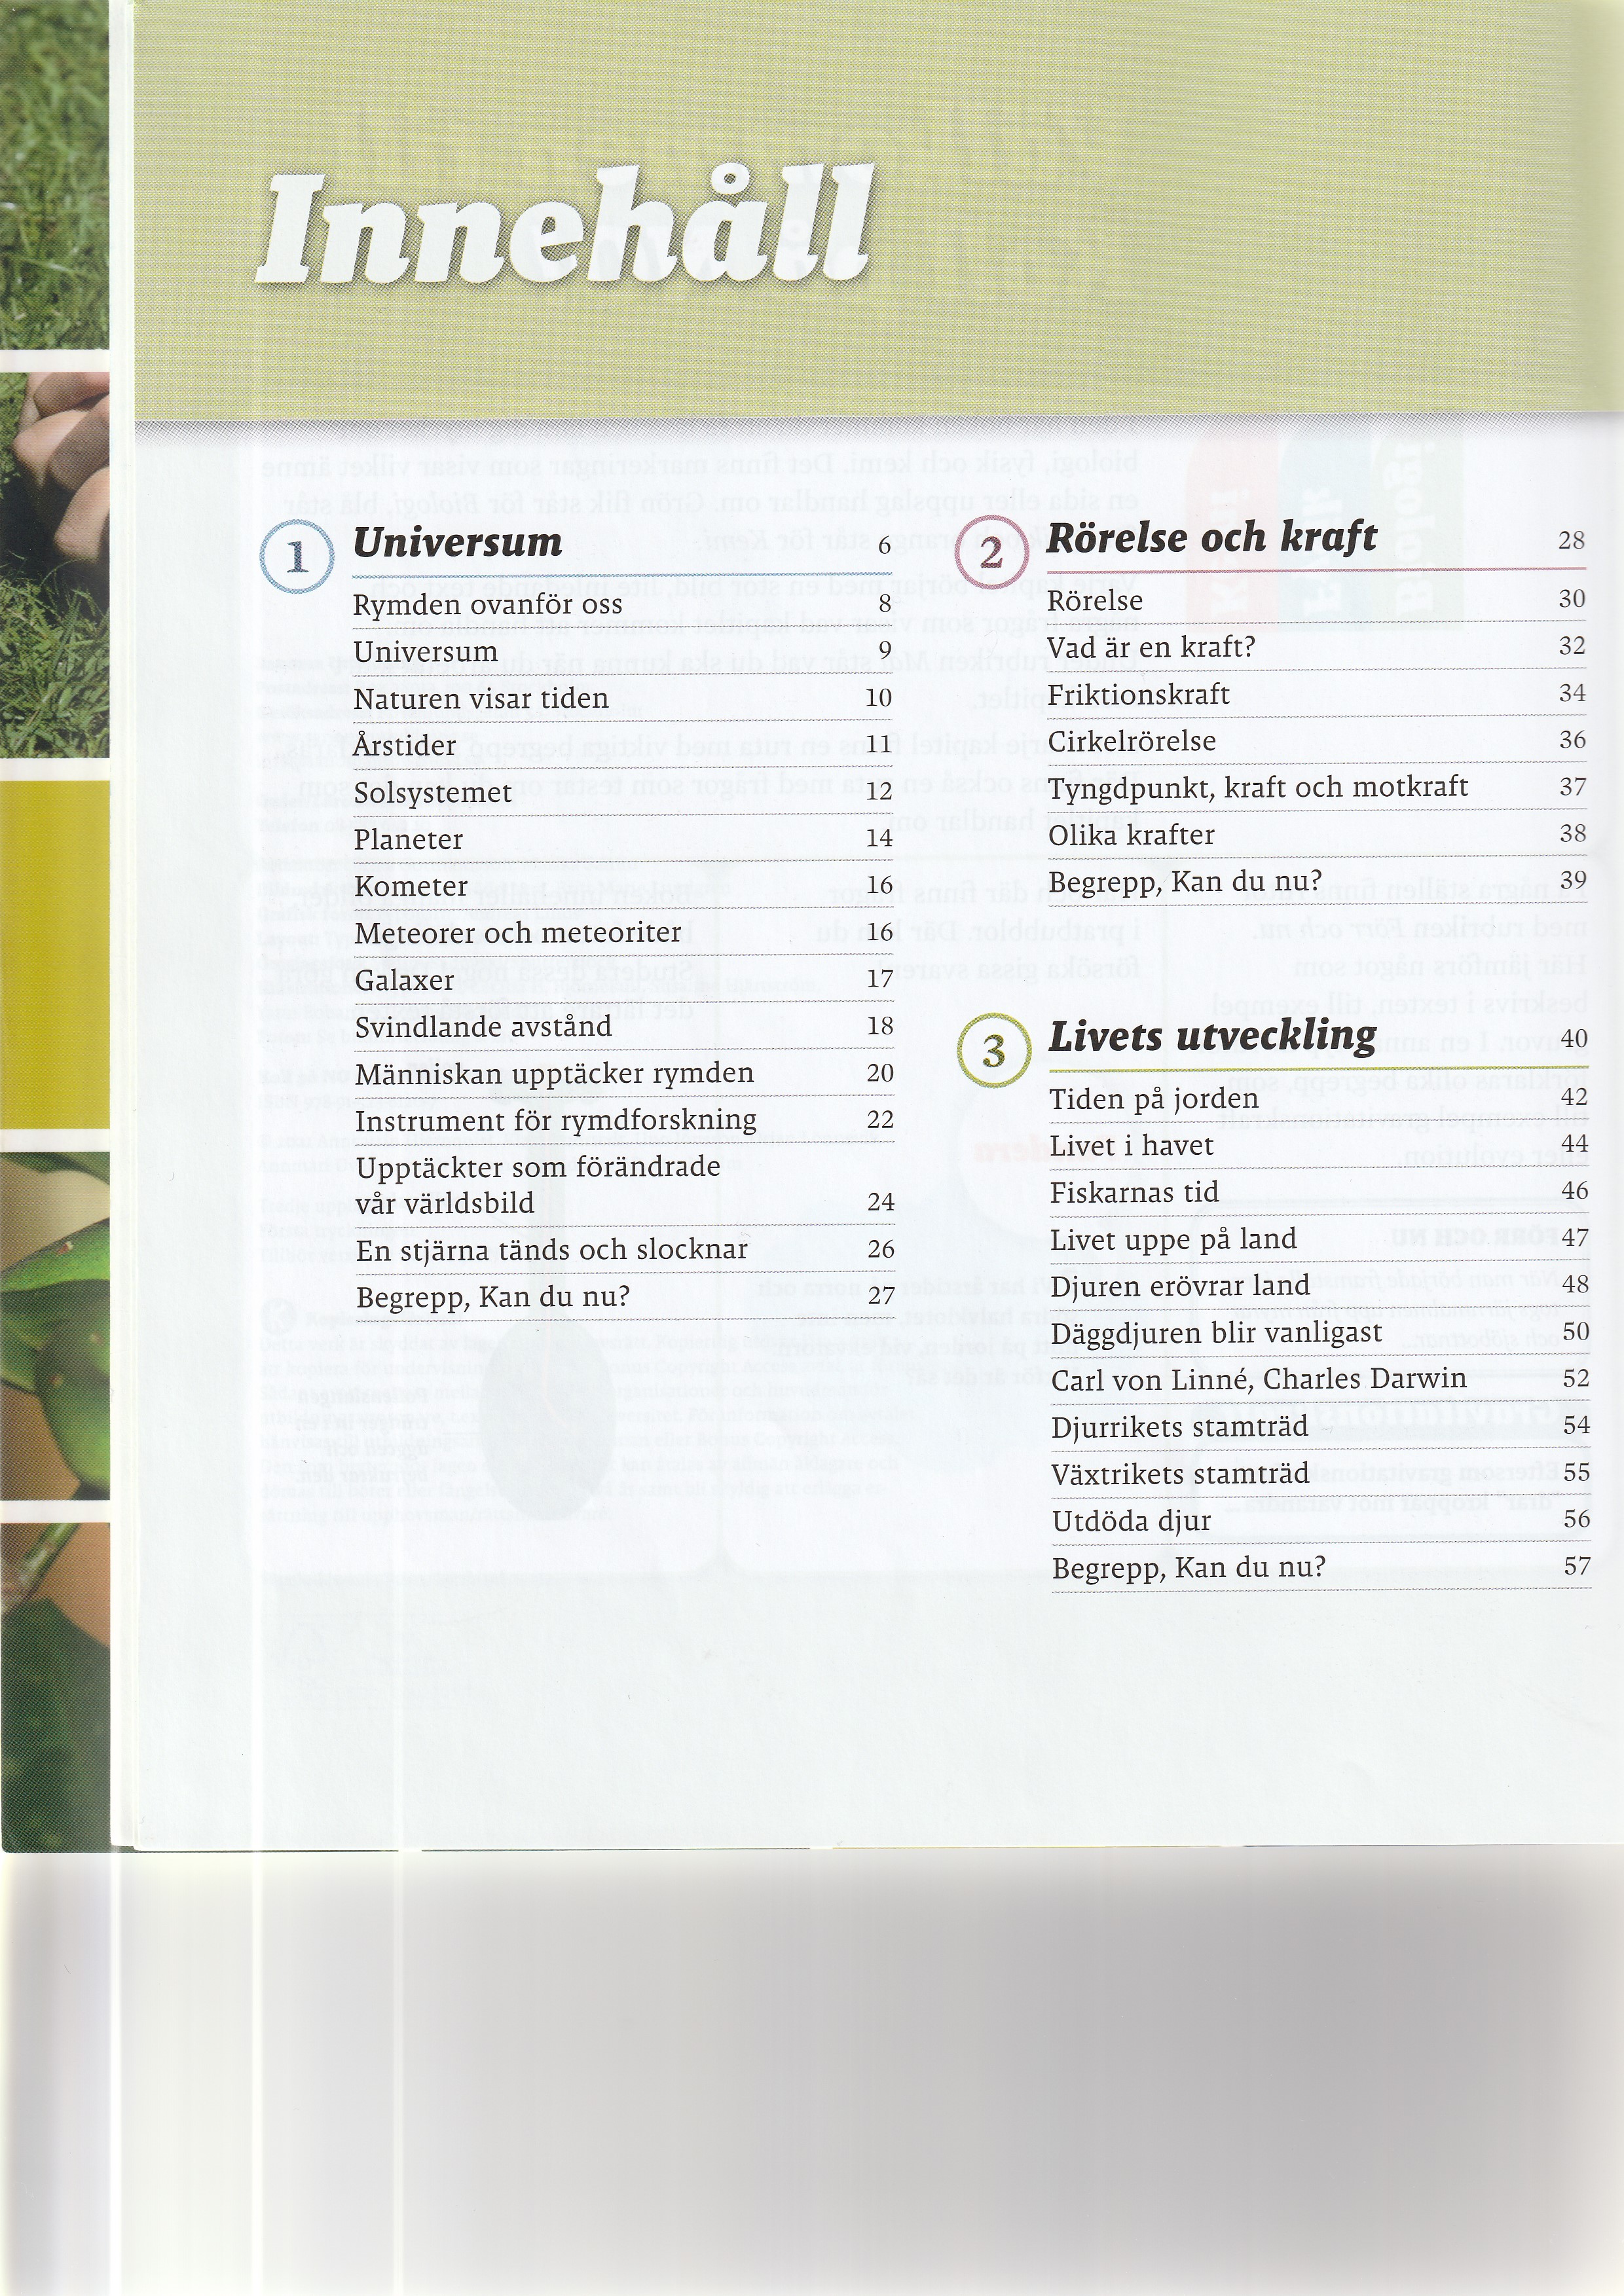 Innehåll
1 Universum 6
Rymden ovanför oss 8
Universum 9
Naturen visar tiden 10
Årstider 11
Solsystemet 12
Planeter 14
Kometer 16
Meteorer och meteoriter 16
Galaxer 17
Svindlande avstånd 18
Människan upptäcker rymden 20
Instrument för rymdforskning 22
Upptäckter som förändrade
vår världsbild 24
En stjärna tänds och slocknar 26
Begrepp, Kan du nu? 27
2 Rörelse och kraft 28
Rörelse 30
Vad är en kraft? 32
Friktionskraft 34
Cirkelrörelse 36
Tyngdpunkt, kraft och motkraft 37
Olika krafter 38
Begrepp, Kan du nu? 39
3 Livets utveckling 40
Tiden på jorden 42
Livet i havet 44
Fiskarnas tid 46
Livet uppe på land 47
Djuren erövrar land 48
Däggdjuren blir vanligast 50
Carl von Linné, Charles Darwin 52
Djurrikets stamträd 54
Växtrikets stamträd 55
Utdöda djur 56
Begrepp, Kan du nu? 57